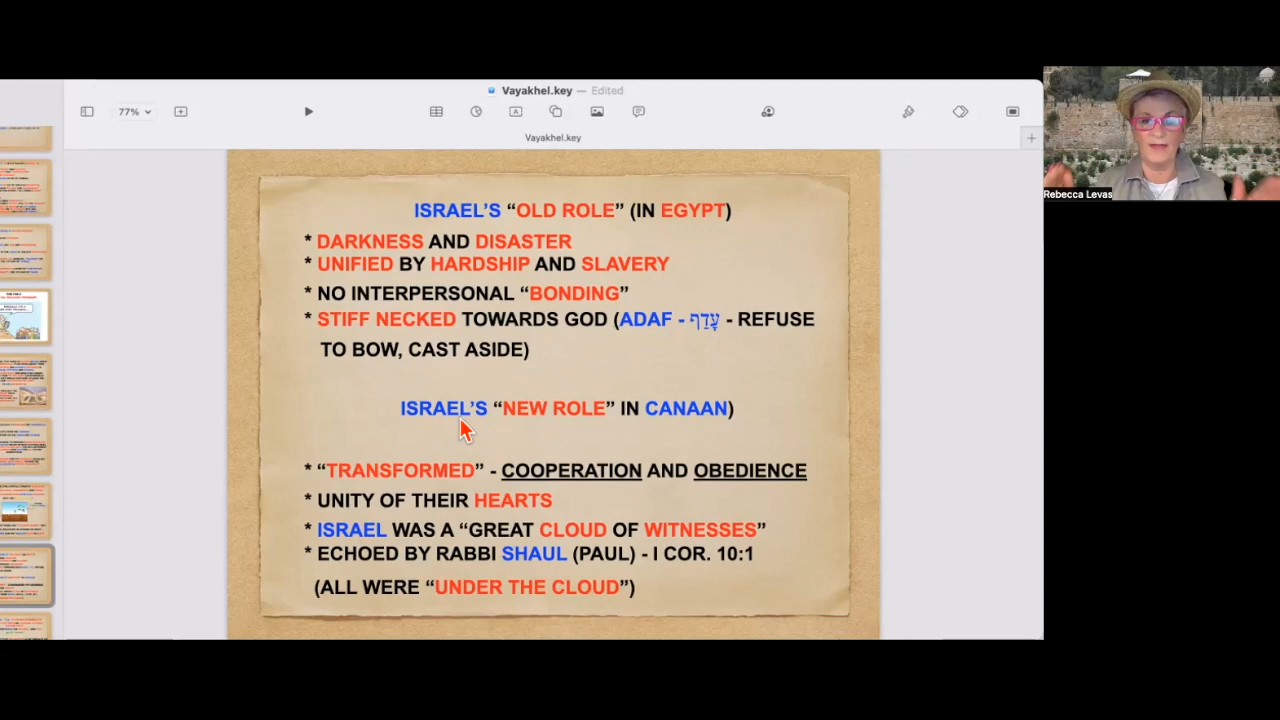 Vayakhel.key — Edited
77%
Vayakhel.key
Rebecca Levas
ISRAEL’S “OLD ROLE” (IN EGYPT)
* DARKNESS AND DISASTER
* UNIFIED BY HARDSHIP AND SLAVERY
* NO INTERPERSONAL “BONDING”
* STIFF NECKED TOWARDS GOD (ADAF - עָדַף - REFUSE
TO BOW, CAST ASIDE)
ISRAEL’S “NEW ROLE” IN CANAAN)
* “TRANSFORMED” - COOPERATION AND OBEDIENCE
* UNITY OF THEIR HEARTS
* ISRAEL WAS A “GREAT CLOUD OF WITNESSES”
* ECHOED BY RABBI SHAUL (PAUL) - I COR. 10:1
(ALL WERE “UNDER THE CLOUD”)